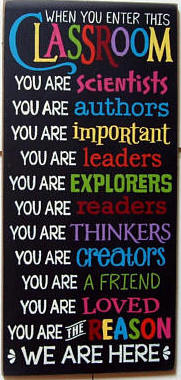 WHEN YOU ENTER THIS
CLASSROOM
YOU ARE scientists
YOU ARE authors
YOU ARE important
YOU ARE leaders
YOU ARE EXPLORERS
YOU ARE readers
YOU ARE THINKERS
YOU ARE creators
YOU ARE A FRIEND
YOU ARE LOVED
YOU ARE THE REASON
WE ARE HERE